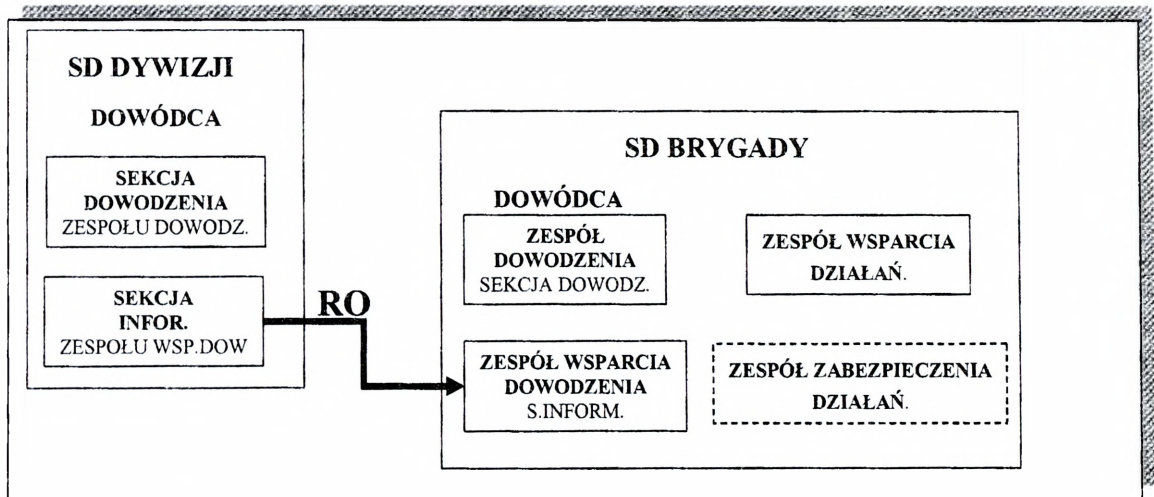 SD DYWIZJI
DOWÓDCA
SEKCJA
DOWODZENIA
ZESPOŁU DOWODZ.
SEKCJA
INFOR.
ZESPOŁU WSP.DOW
RO
SD BRYGADY
DOWÓDCA
ZESPÓŁ
DOWODZENIA
SEKCJA DOWODZ.
ZESPÓŁ WSPARCIA
DZIAŁAŃ.
ZESPÓŁ WSPARCIA
DOWODZENIA
S.INFORM.
ZESPÓŁ ZABEZPIECZENIA
DZIAŁAŃ.